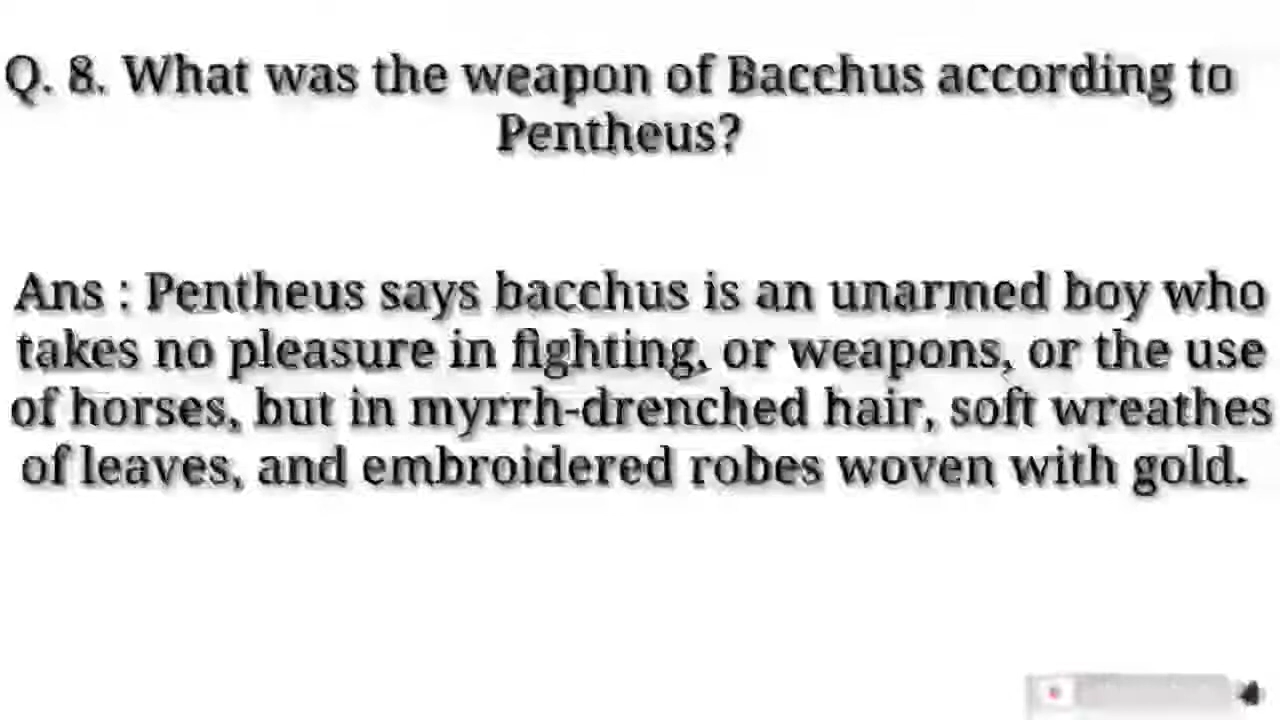 Q. 8. What was the weapon of Bacchus according to
Pentheus?
Ans : Pentheus says bacchus is an unarmed boy who
takes no pleasure in fighting, or weapons, or the use
of horses, but in myrrh-drenched hair, soft wreathes
of leaves, and embroidered robes woven with gold.